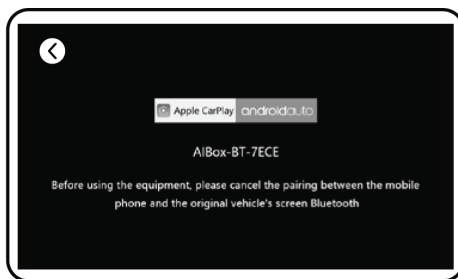 Apple CarPlay androidauto
AIBox-BT-7ECE
Before using the equipment, please cancel the pairing between the mobile
phone and the original vehicle's screen Bluetooth